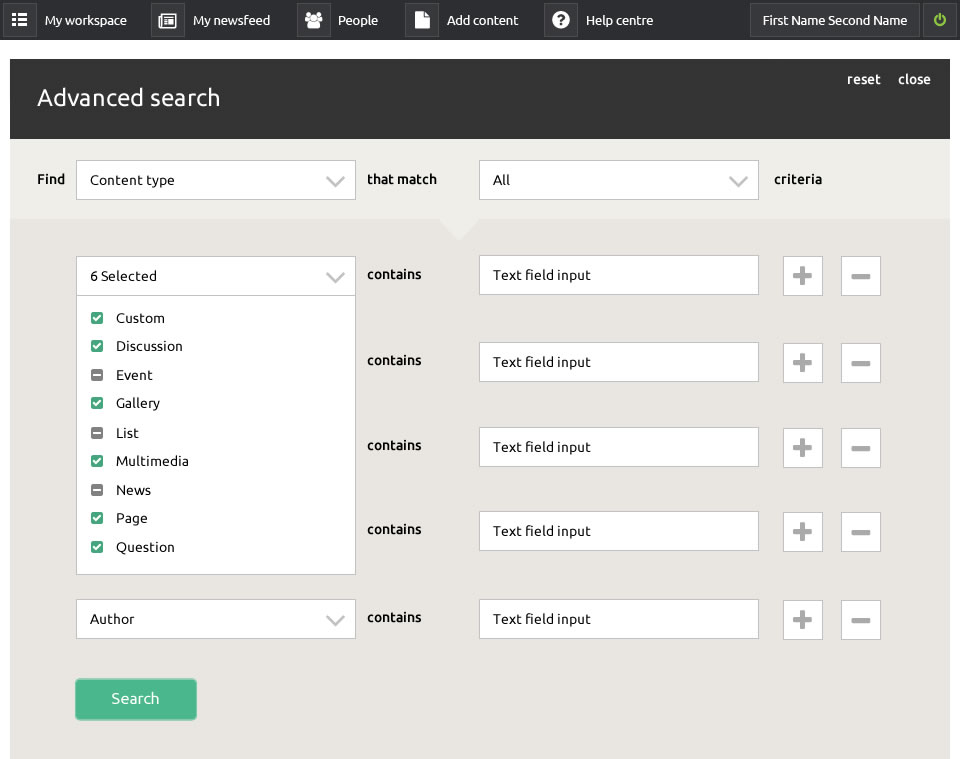 My workspace My newsfeed People Add content Help centre First Name Second Name
reset close
Advanced search
Find Content type that match All criteria
6 Selected contains Text field input
Custom
Discussion
Event contains Text field input
Gallery
List
Multimedia contains Text field input
News
Page contains Text field input
Question
Author contains Text field input
Search